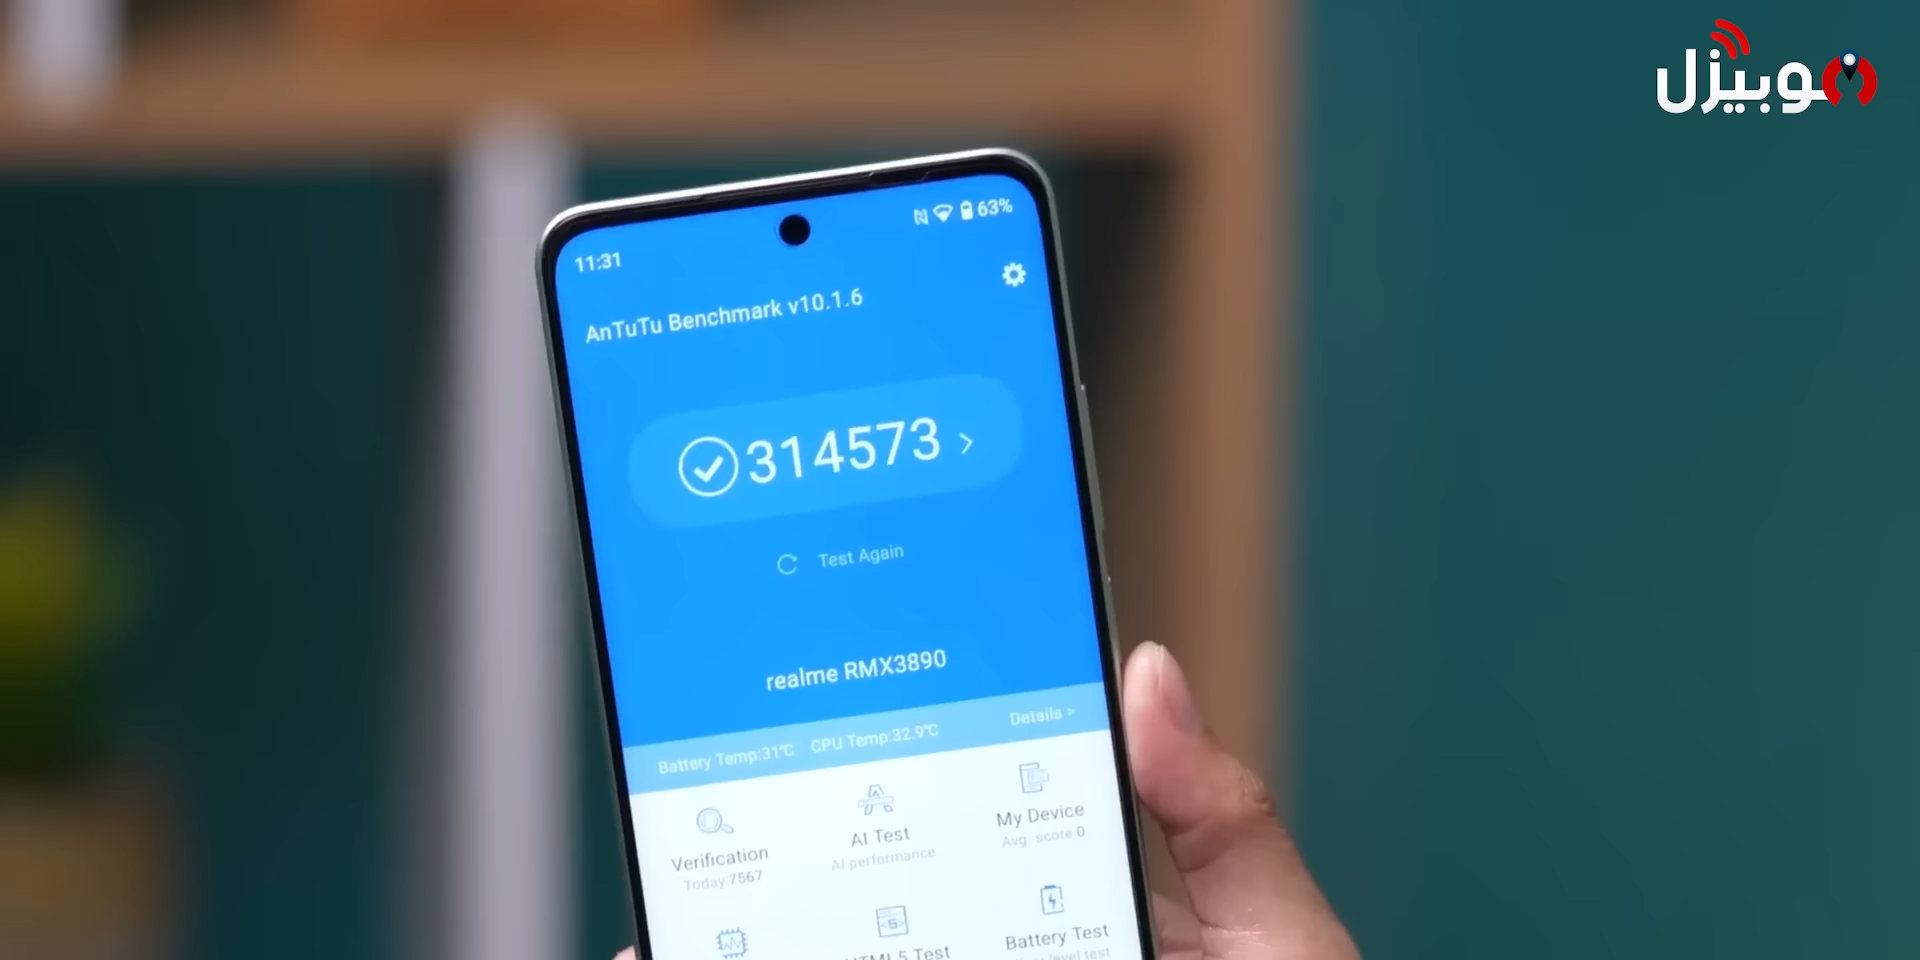 موبيزل
11:31
63%
AnTuTu Benchmark v10.1.6
314573 >
Test Again
realme RMX3890
Battery Temp:31℃ CPU Temp:32.9℃ Details >
Verification
Today:7567
AI Test
AI performance
My Device
Avg. score:0
HTML5 Test
Battery Test
level test